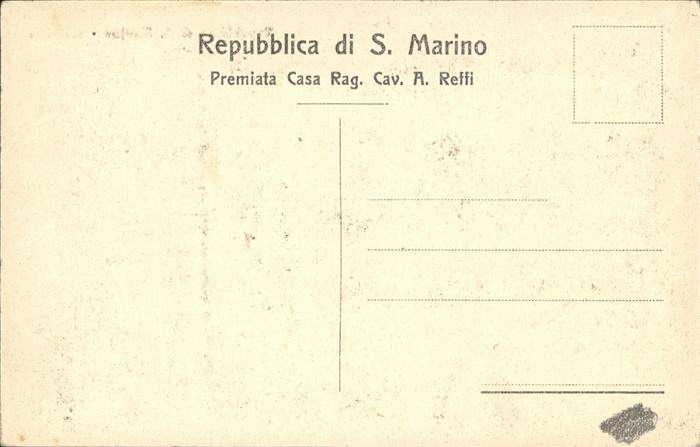 Repubblica di S. Marino
Premiata Casa Rag. Cav. A. Reffi